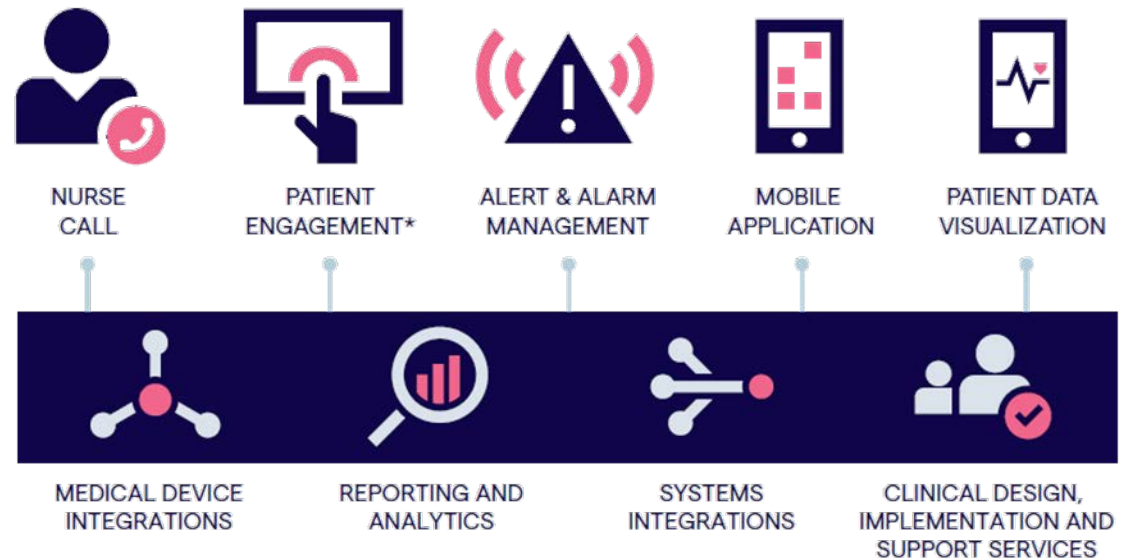 NURSE
CALL
PATIENT
ENGAGEMENT*
ALERT & ALARM
MANAGEMENT
MOBILE
APPLICATION
PATIENT DATA
VISUALIZATION
MEDICAL DEVICE
INTEGRATIONS
REPORTING AND
ANALYTICS
SYSTEMS
INTEGRATIONS
CLINICAL DESIGN,
IMPLEMENTATION AND
SUPPORT SERVICES